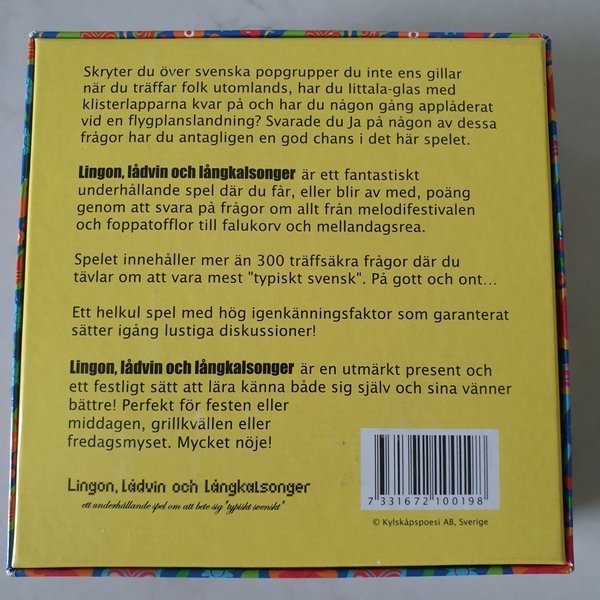 Skryter du över svenska popgrupper du inte ens gillar
när du träffar folk utomlands, har du Iittala-glas med
klisterlapparna kvar på och har du någon gång applåderat
vid en flygplanslandning? Svarade du Ja på någon av dessa
frågor har du antagligen en god chans i det här spelet.
Lingon, lådvin och långkalsonger är ett fantastiskt
underhållande spel där du får, eller blir av med, poäng
genom att svara på frågor om allt från melodifestivalen
och foppatofflor till falukorv och mellandagsrea.
Spelet innehåller mer än 300 träffsäkra frågor där du
tävlar om att vara mest "typiskt svensk". På gott och ont...
Ett helkul spel med hög igenkänningsfaktor som garanterat
sätter igång lustiga diskussioner!
Lingon, lådvin och långkalsonger är en utmärkt present och
ett festligt sätt att lära känna både sig själv och sina vänner
bättre! Perfekt för festen eller
middagen, grillkvällen eller
fredagsmyset. Mycket nöje!
Lingon, lådvin och långkalsonger
ett underhållande spel om att bete sig "typiskt svenskt"
7 331672 100198
© Kylskåpspoesi AB, Sverige